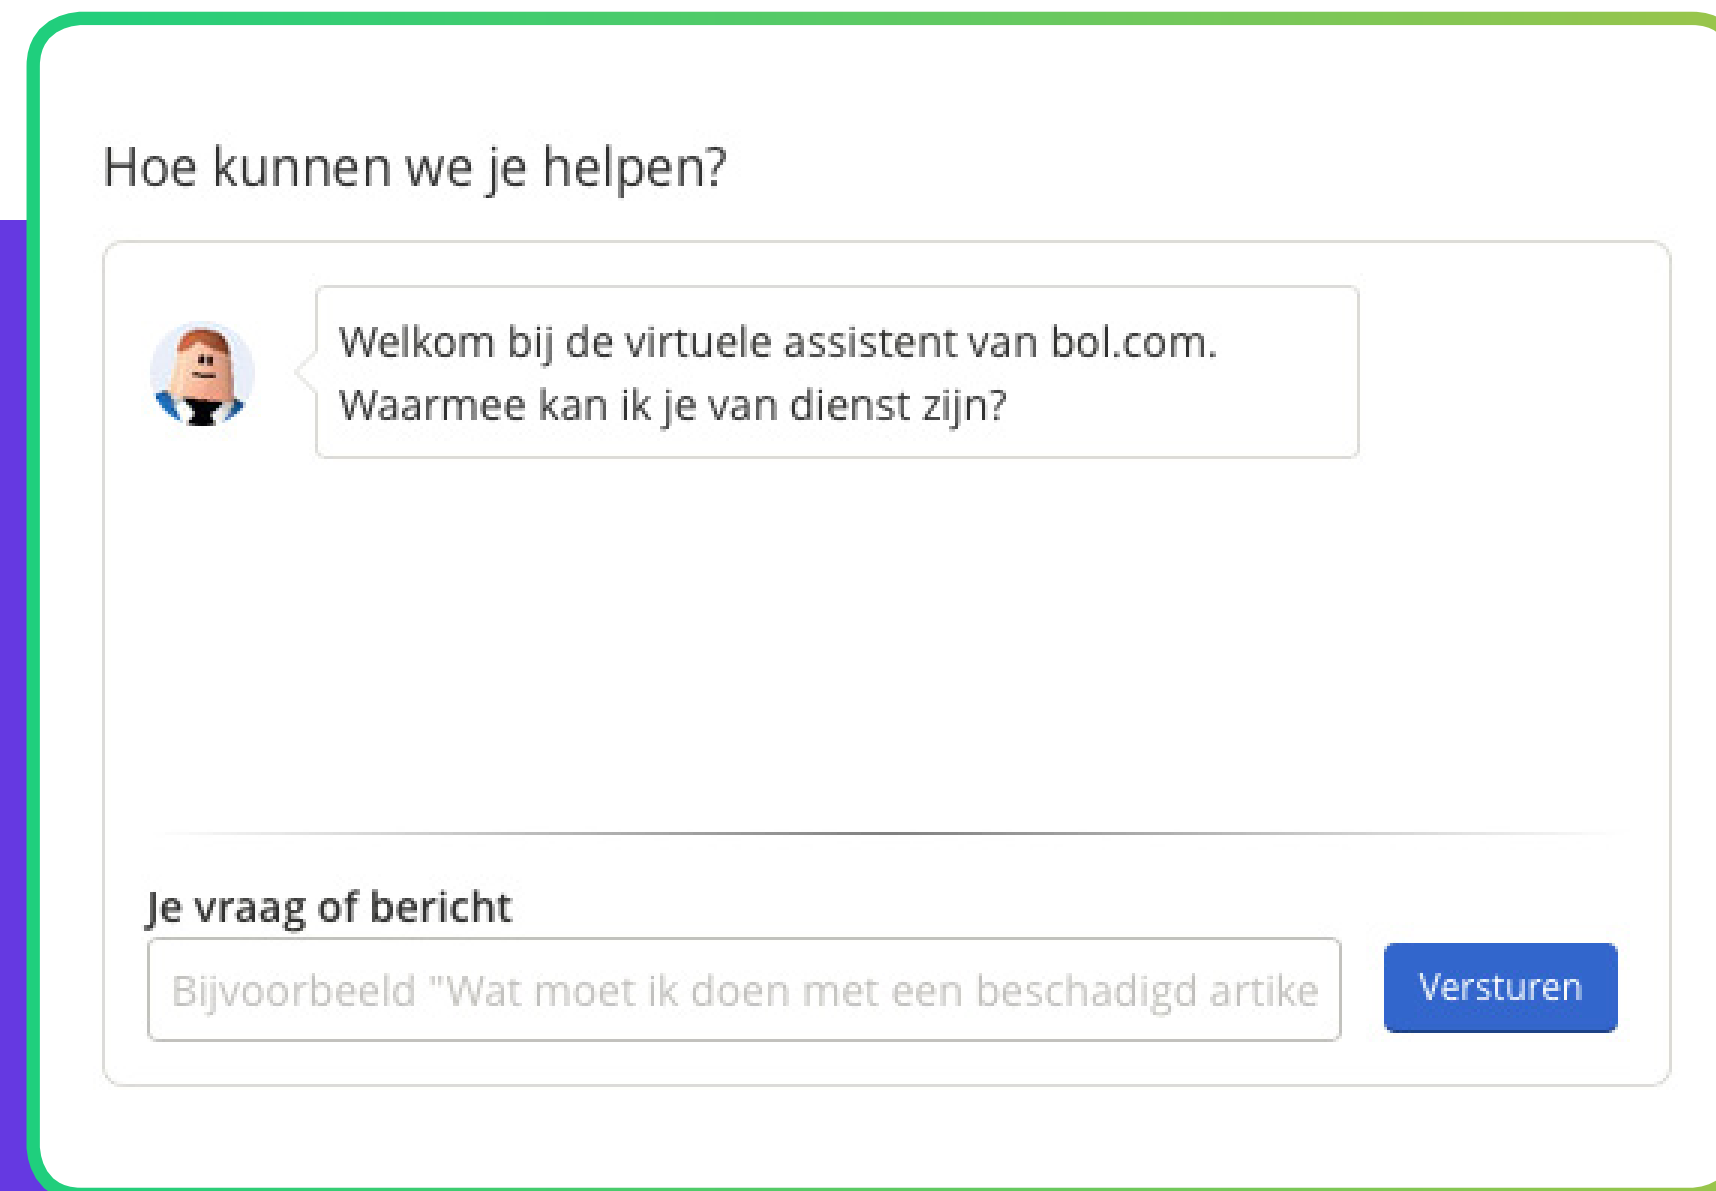 Hoe kunnen we je helpen?
Welkom bij de virtuele assistent van bol.com.
Waarmee kan ik je van dienst zijn?
Je vraag of bericht
Bijvoorbeeld "Wat moet ik doen met een beschadigd artike
Versturen